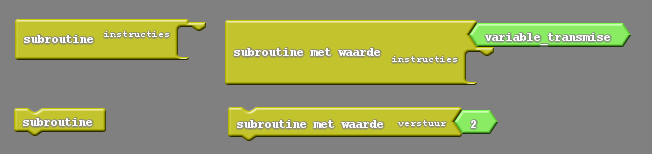 subroutine instructies
subroutine met waarde variable_transmise
instructies
subroutine
subroutine met waarde verstuur 2